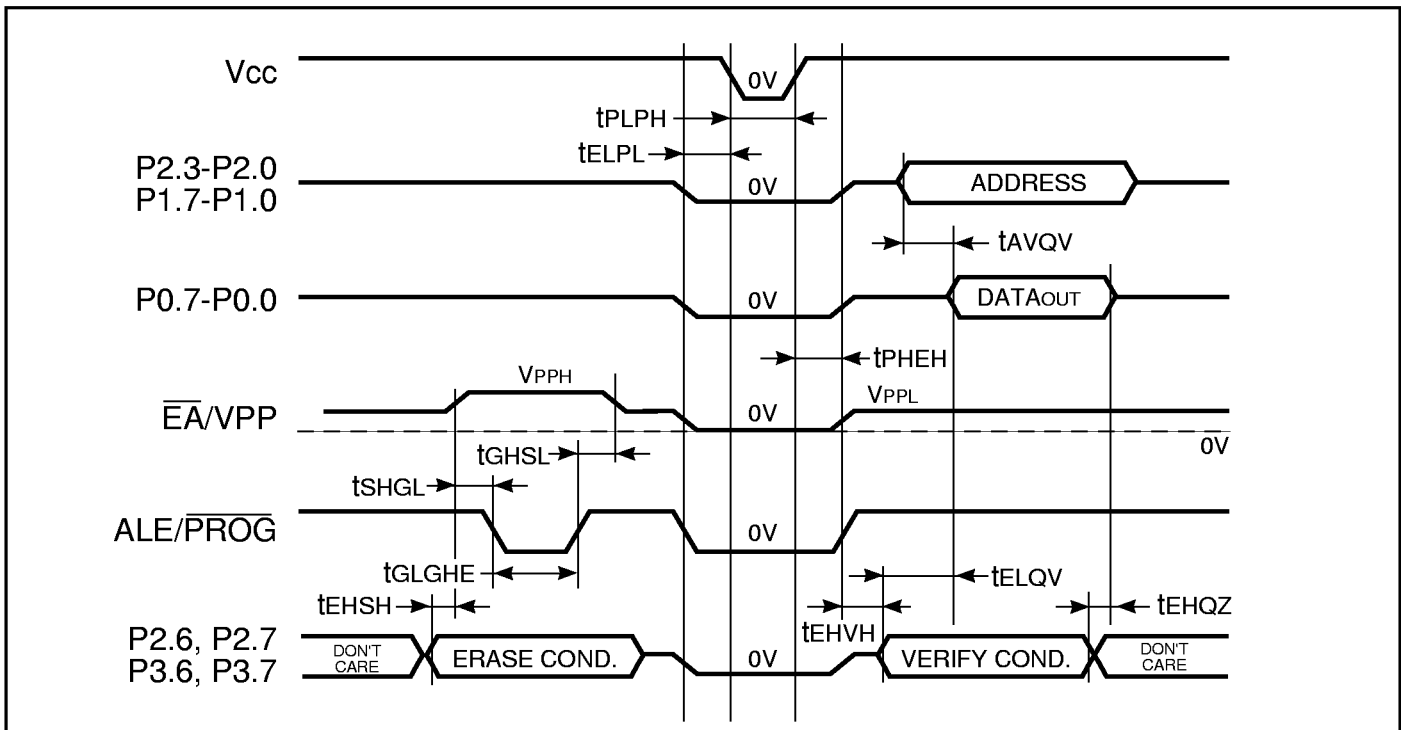 VCC
0V
tPLPH
tELPL
P2.3-P2.0
P1.7-P1.0
0V
ADDRESS
tAVQV
P0.7-P0.0
0V
DATAOUT
tPHEH
VPPH
VPPL
EA/VPP
0V
0V
tGHSL
tSHGL
ALE/PROG
0V
tGLGHE
tELQV
tEHSH
tEHVH
tEHQZ
P2.6, P2.7
P3.6, P3.7
DON'T
CARE
ERASE COND.
0V
VERIFY COND.
DON'T
CARE